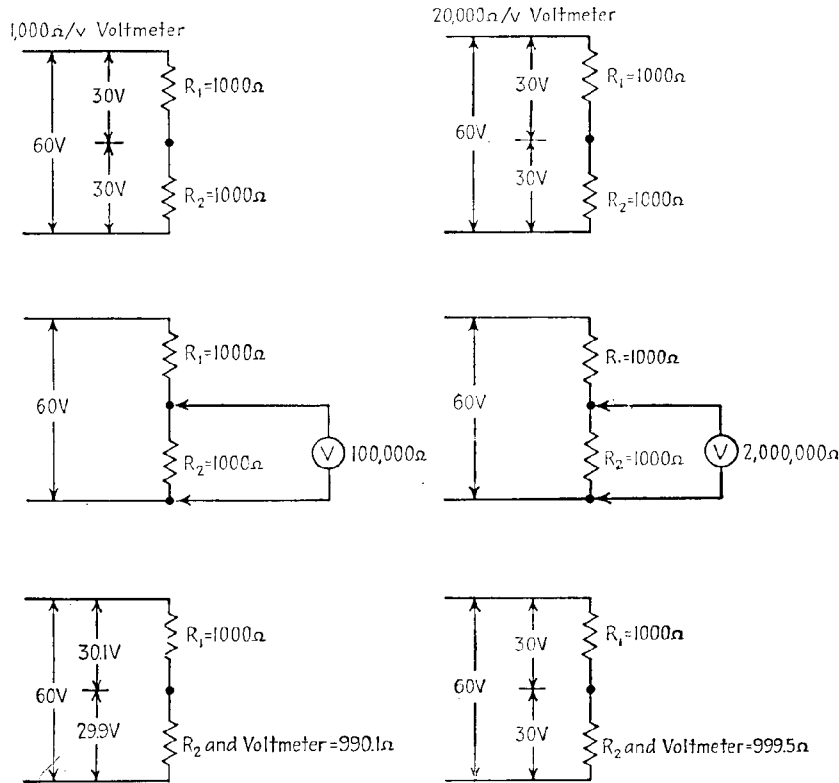 1,000Ω/v Voltmeter
20,000Ω/v Voltmeter
R1=1000Ω
30V
60V
30V
R2=1000Ω
R1=1000Ω
30V
60V
30V
R2=1000Ω
R1=1000Ω
60V
R2=1000Ω
V
100,000Ω
R.=1000Ω
60V
R2=1000Ω
V
2,000,000Ω
R1=1000Ω
30.1V
60V
29.9V
R2 and Voltmeter=990.1Ω
R1=1000Ω
30V
60V
30V
R2 and Voltmeter=999.5Ω